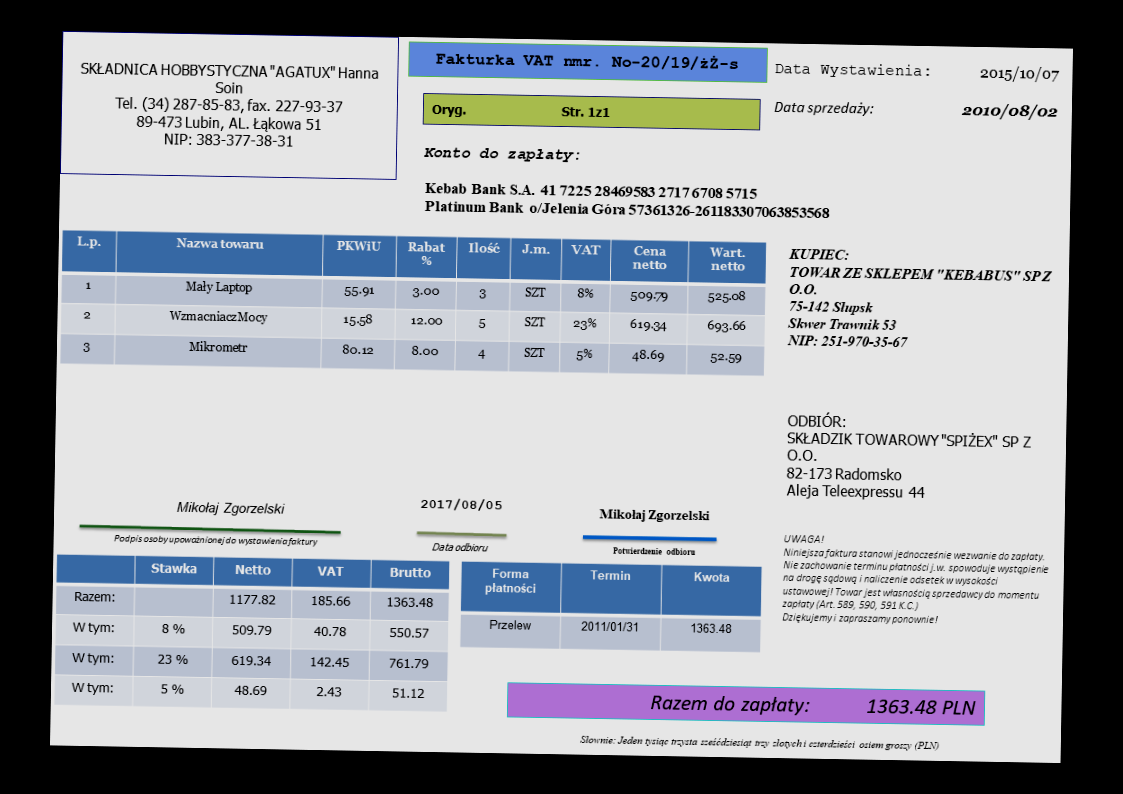 SKŁADNICA HOBBYSTYCZNA "AGATUX" Hanna
Soin
Tel. (34) 287-85-83, fax. 227-93-37
89-473 Lubin, AL. Łąkowa 51
NIP: 383-377-38-31
Fakturka VAT nmr. No-20/19/żŻ-s
Oryg. Str. 1z1
Data Wystawienia: 2015/10/07
Data sprzedaży: 2010/08/02
Konto do zapłaty:
Kebab Bank S.A. 41 7225 28469583 2717 6708 5715
Platinum Bank o/Jelenia Góra 57361326-261183307063853568
L.p. Nazwa towaru PKWiU Rabat % Ilość J.m. VAT Cena netto Wart. netto
1 Mały Laptop 55.91 3.00 3 SZT 8% 509.79 525.08
2 Wzmacniacz Mocy 15.58 12.00 5 SZT 23% 619.34 693.66
3 Mikrometr 80.12 8.00 4 SZT 5% 48.69 52.59
KUPIEC:
TOWAR ZE SKLEPEM "KEBABUS" SP Z
O.O.
75-142 Słupsk
Skwer Trawnik 53
NIP: 251-970-35-67
ODBIÓR:
SKŁADZIK TOWAROWY "SPIŻEX" SP Z
O.O.
82-173 Radomsko
Aleja Teleexpressu 44
Mikołaj Zgorzelski
Podpis osoby upoważnionej do wystawienia faktury
2017/08/05
Data odbioru
Mikołaj Zgorzelski
Potwierdzenie odbioru
UWAGA!
Niniejsza faktura stanowi jednocześnie wezwanie do zapłaty.
Nie zachowanie terminu płatności j.w. spowoduje wystąpienie
na drogę sądową i naliczenie odsetek w wysokości
ustawowej! Towar jest własnością sprzedawcy do momentu
zapłaty (Art. 589, 590, 591 K.C.)
Dziękujemy i zapraszamy ponownie!
Stawka Netto VAT Brutto
Razem: 1177.82 185.66 1363.48
W tym: 8 % 509.79 40.78 550.57
W tym: 23 % 619.34 142.45 761.79
W tym: 5 % 48.69 2.43 51.12
Forma płatności Termin Kwota
Przelew 2011/01/31 1363.48
Razem do zapłaty: 1363.48 PLN
Słownie: Jeden tysiąc trzysta sześćdziesiąt trzy złotych i czterdzieści osiem groszy (PLN)